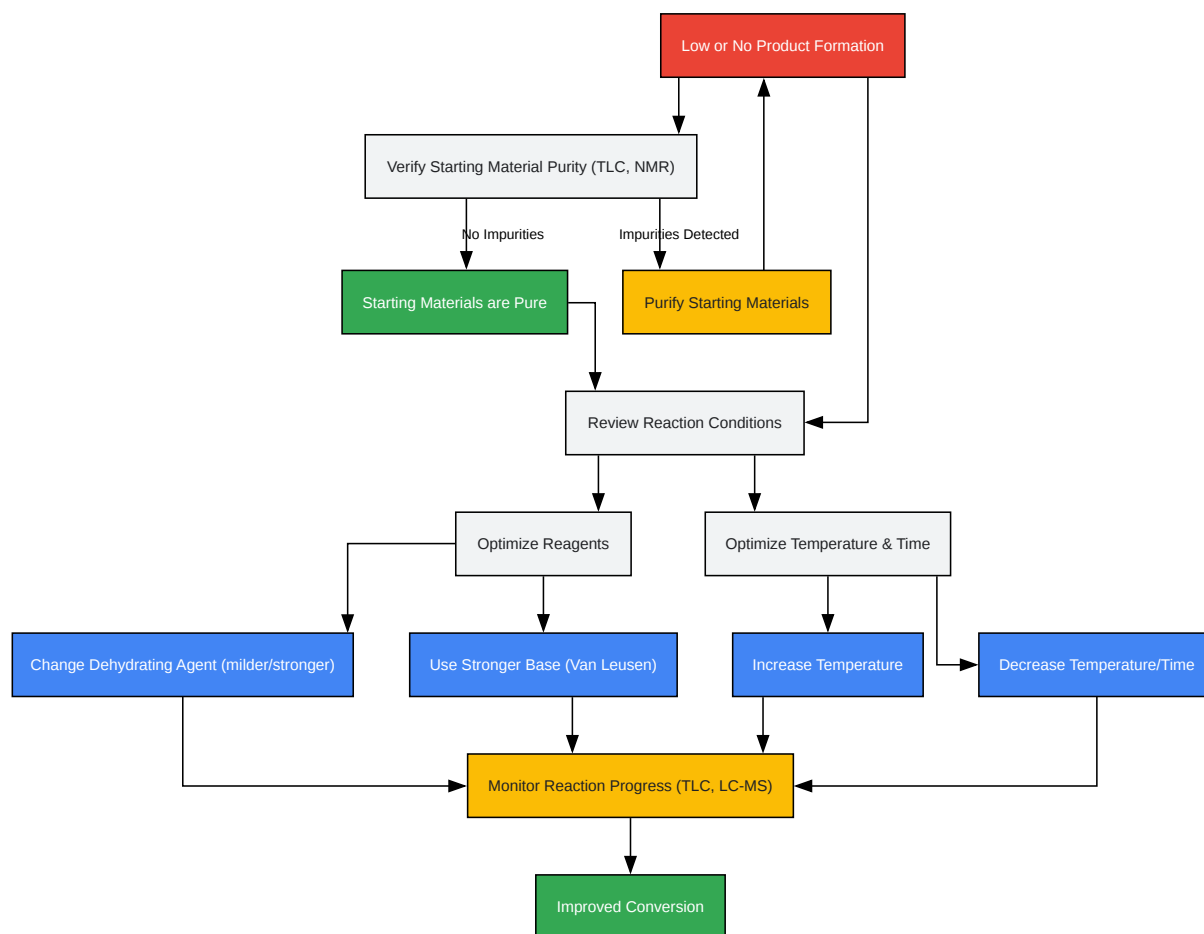 Low or No Product Formation
Verify Starting Material Purity (TLC, NMR)
No Impurities
Impurities Detected
Starting Materials are Pure
Purify Starting Materials
Review Reaction Conditions
Optimize Reagents
Optimize Temperature & Time
Change Dehydrating Agent (milder/stronger)
Use Stronger Base (Van Leusen)
Increase Temperature
Decrease Temperature/Time
Monitor Reaction Progress (TLC, LC-MS)
Improved Conversion